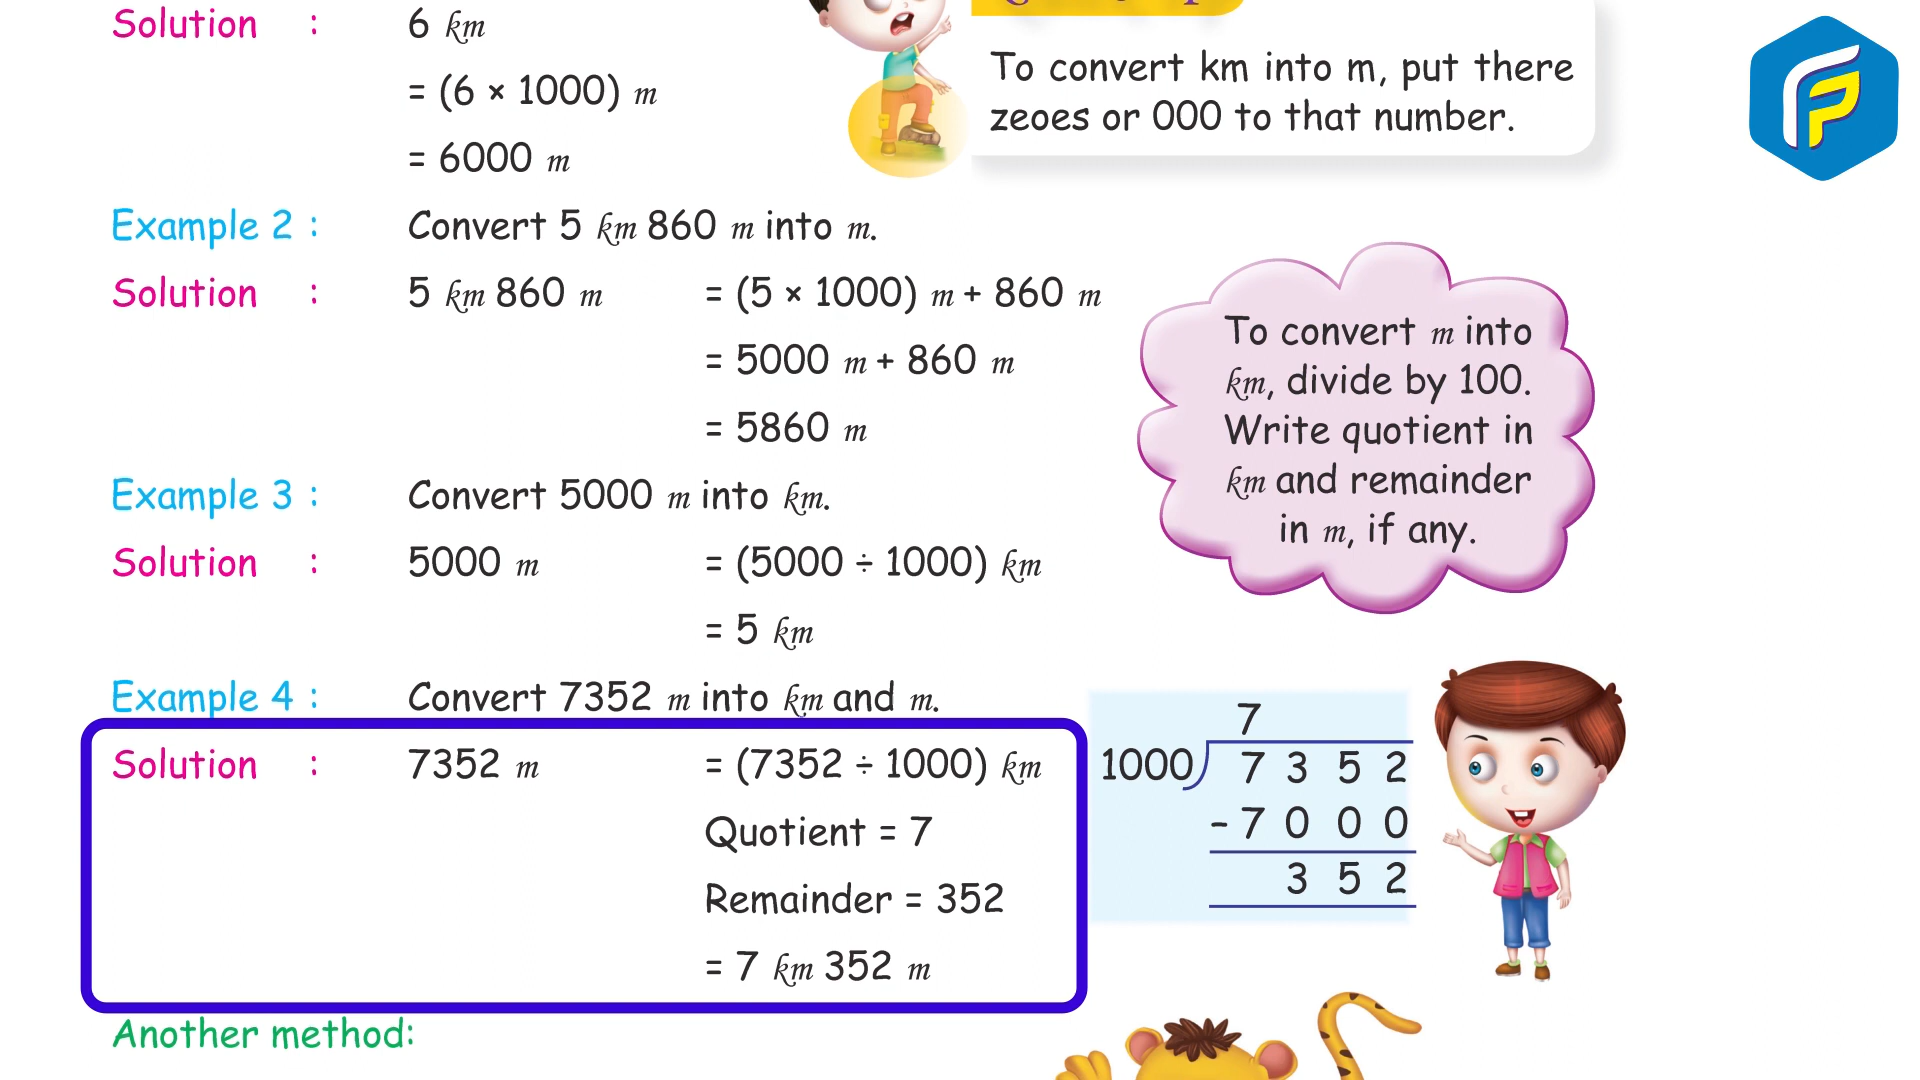 Solution : 6 km
= (6 × 1000) m
= 6000 m
To convert km into m, put there
zeoes or 000 to that number.
Example 2 : Convert 5 km 860 m into m.
Solution : 5 km 860 m = (5 × 1000) m + 860 m
= 5000 m + 860 m
= 5860 m
To convert m into
km, divide by 100.
Write quotient in
km and remainder
in m, if any.
Example 3 : Convert 5000 m into km.
Solution : 5000 m = (5000 ÷ 1000) km
= 5 km
Example 4 : Convert 7352 m into km and m.
Solution : 7352 m = (7352 ÷ 1000) km
Quotient = 7
Remainder = 352
= 7 km 352 m
7
1000) 7 3 5 2
- 7 0 0 0
3 5 2
Another method: